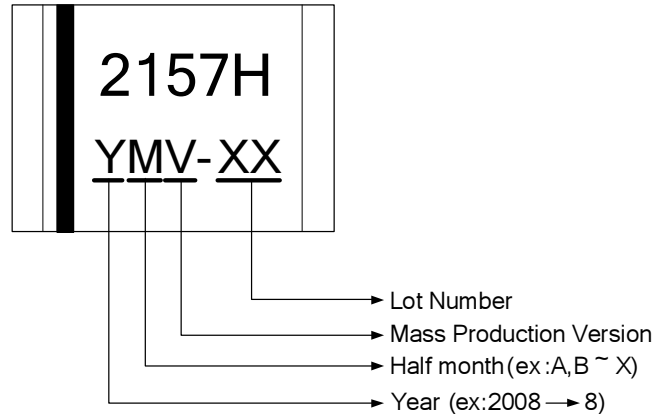 2157H
YMV-XX
Lot Number
Mass Production Version
Half month(ex:A,B ~ X)
Year (ex:2008 → 8)